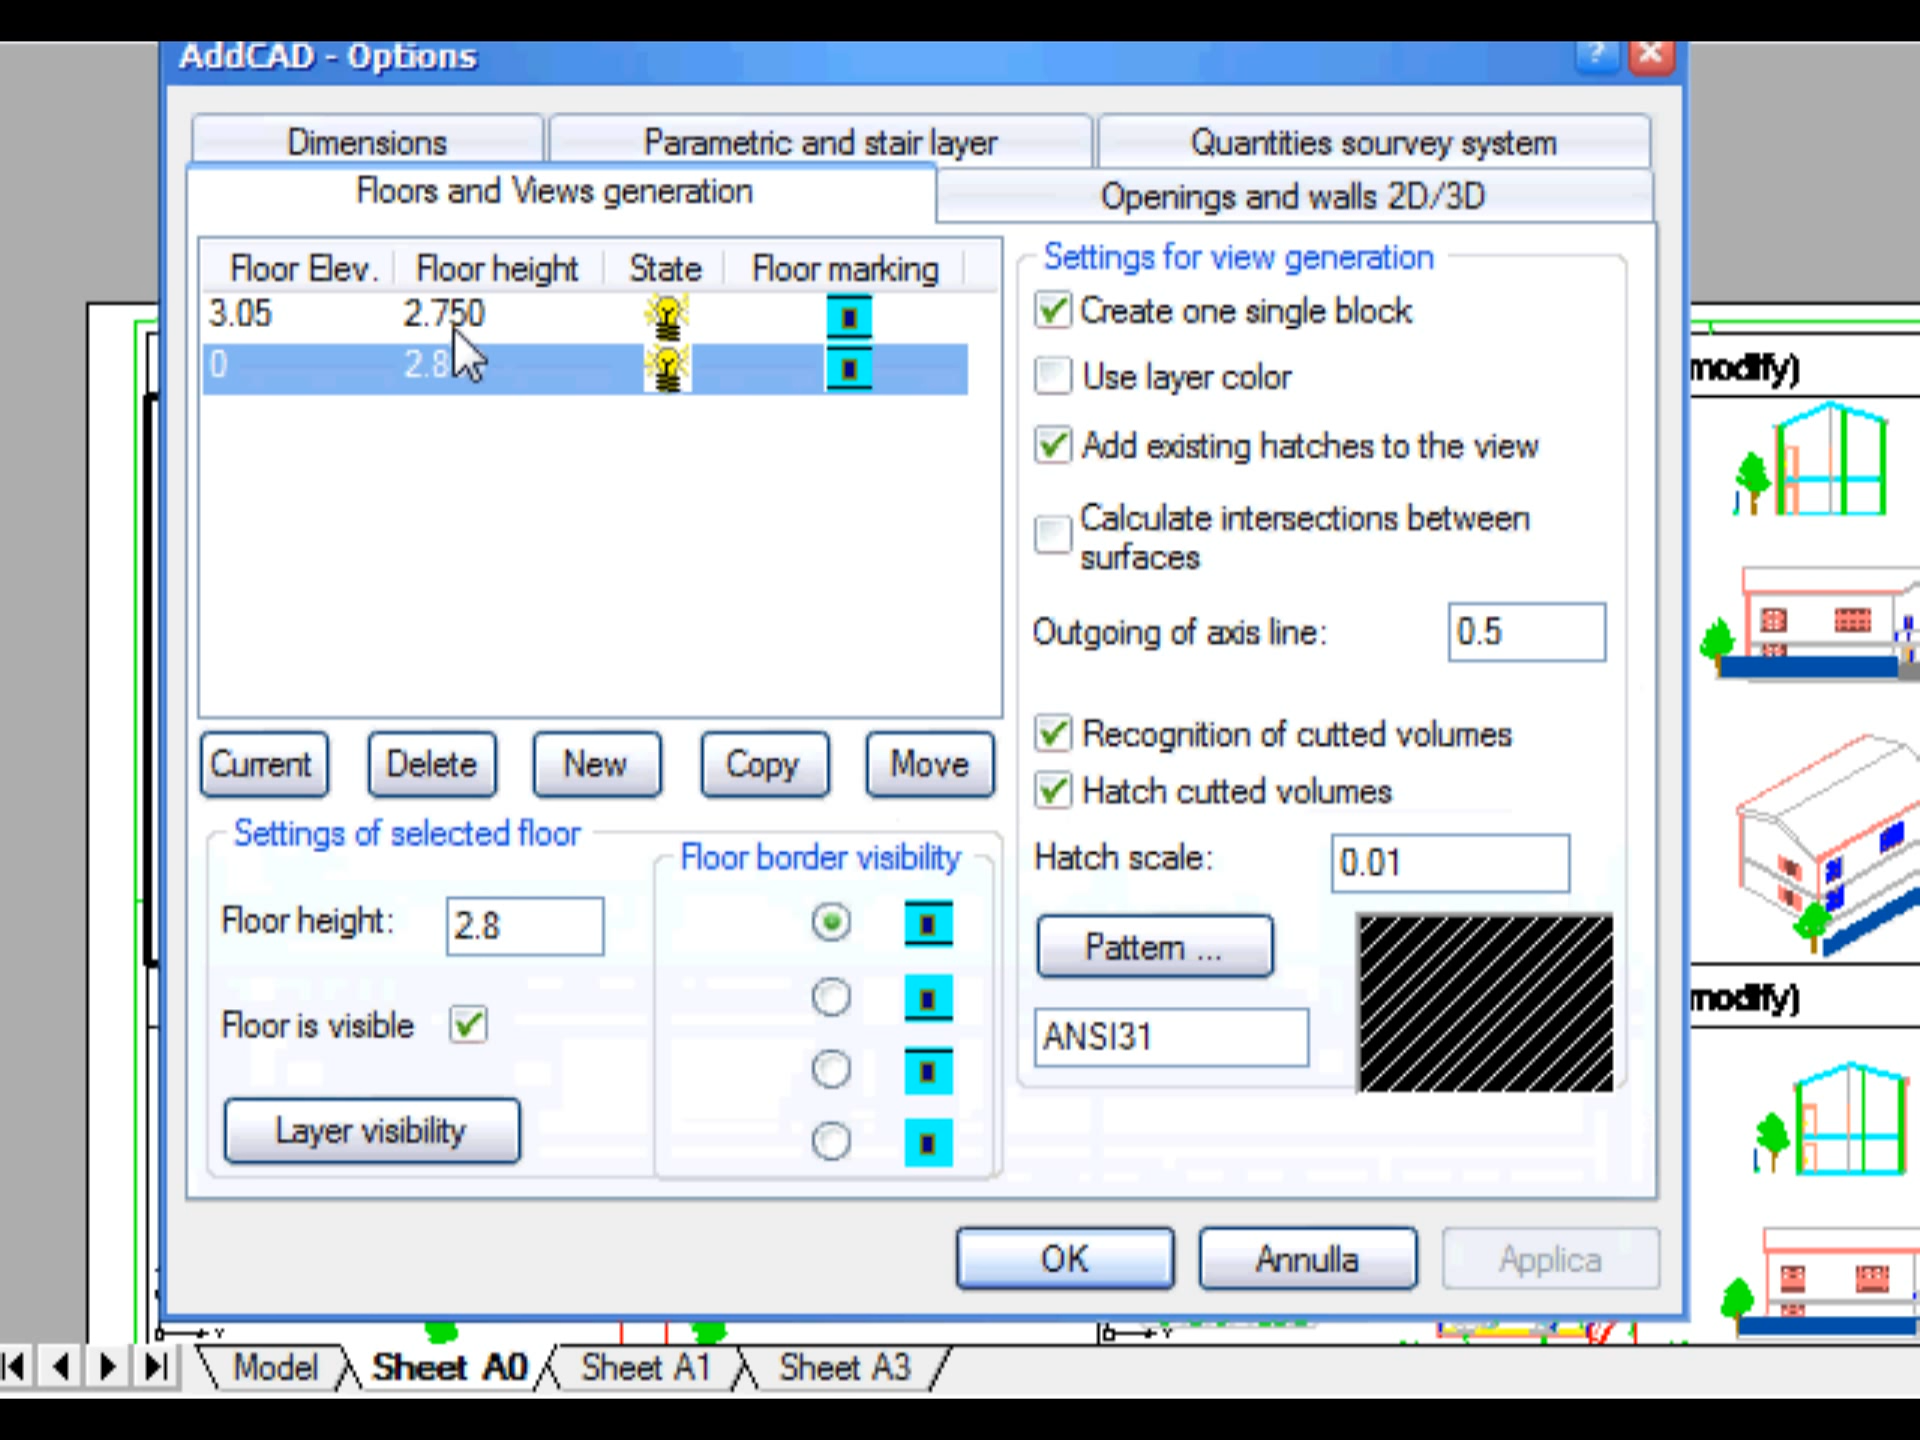 AddCAD - Options
?
Dimensions
Parametric and stair layer
Quantities sourvey system
Floors and Views generation
Openings and walls 2D/3D
Floor Elev.
Floor height
State
Floor marking
3.05
2.750
0
2.8
Settings for view generation
Create one single block
Use layer color
Add existing hatches to the view
Calculate intersections between
surfaces
Outgoing of axis line:
0.5
Recognition of cutted volumes
Hatch cutted volumes
Hatch scale:
0.01
Pattern ...
ANSI31
Current
Delete
New
Copy
Move
Settings of selected floor
Floor border visibility
Floor height:
2.8
Floor is visible
Layer visibility
OK
Annulla
Applica
modify)
modify)
Y
Y
Model
Sheet A0
Sheet A1
Sheet A3